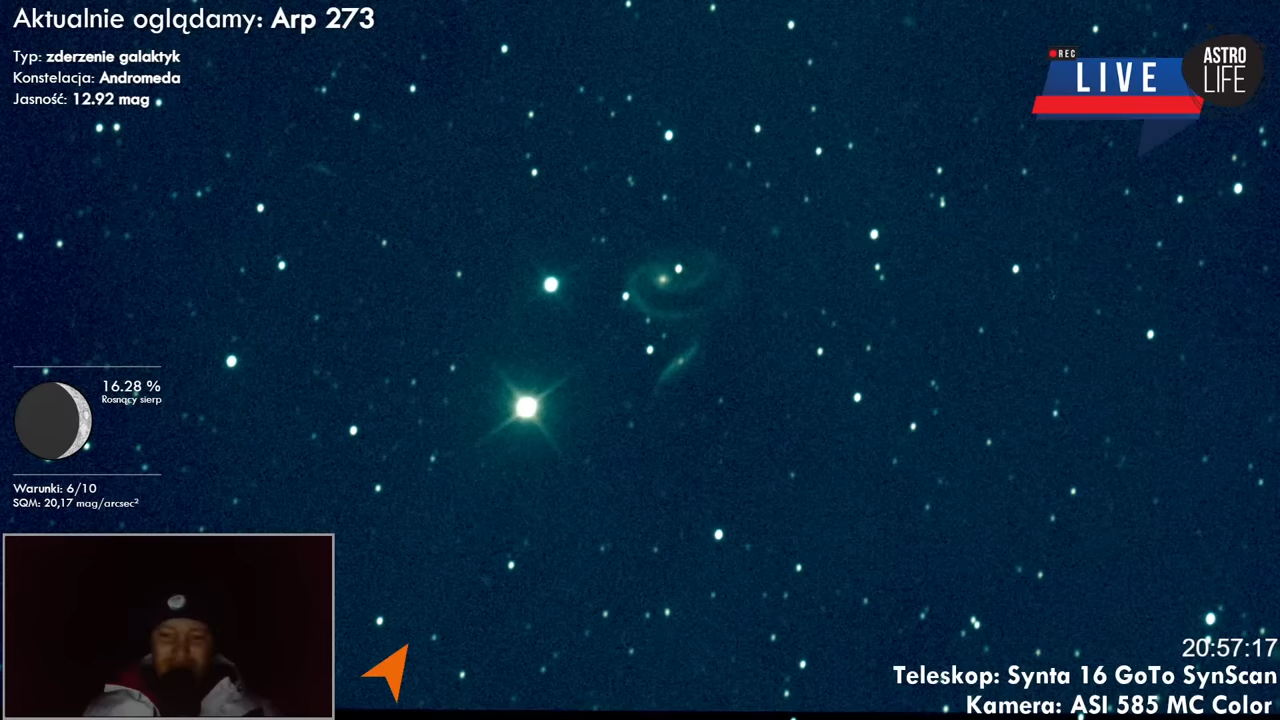 Aktualnie oglądamy: Arp 273
Typ: zderzenie galaktyk
Konstelacja: Andromeda
Jasność: 12.92 mag
REC
LIVE
ASTRO
LIFE
16.28 %
Rosnący sierp
Warunki: 6/10
SQM: 20,17 mag/arcsec²
20:57:17
Teleskop: Synta 16 GoTo SynScan
Kamera: ASI 585 MC Color